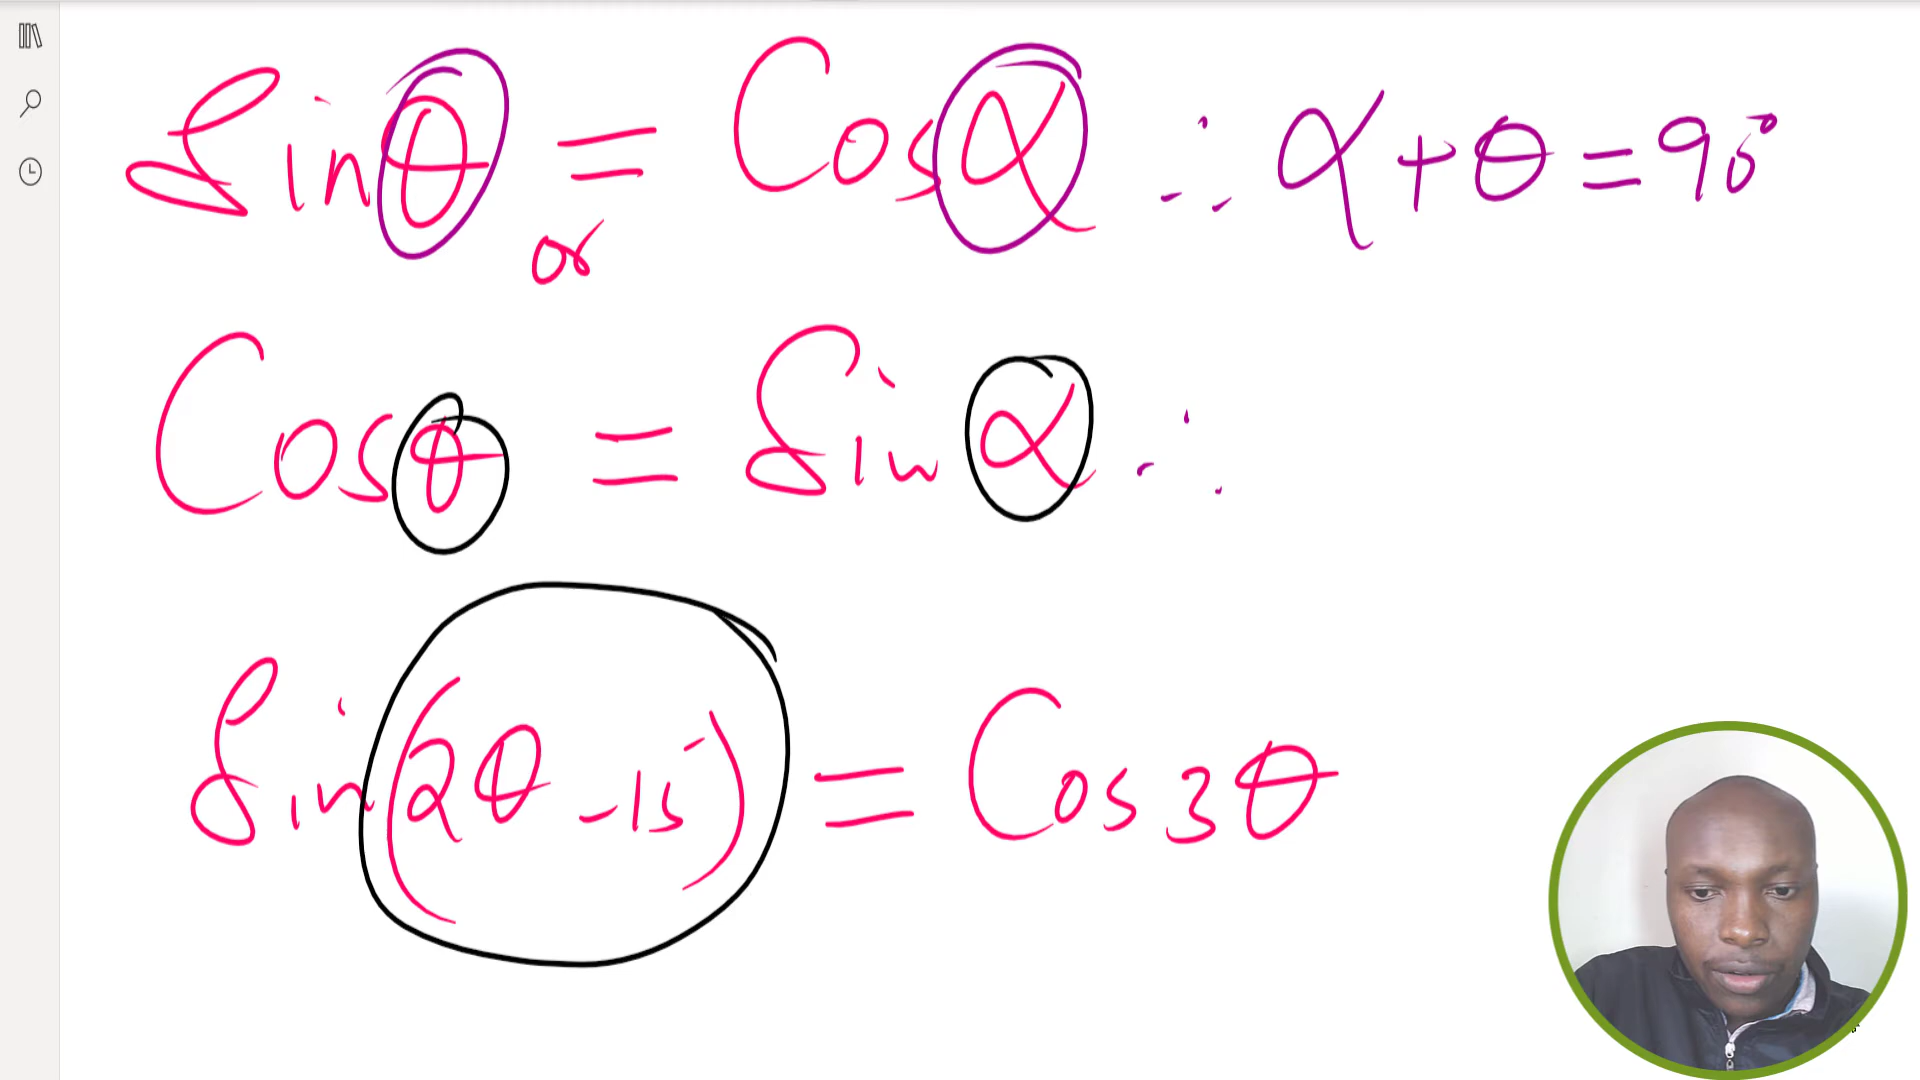 Sinθ = Cosα ∴ α + θ = 90°
or
Cosθ = Sinα ∴
Sin(2θ - 15) = Cos3θ